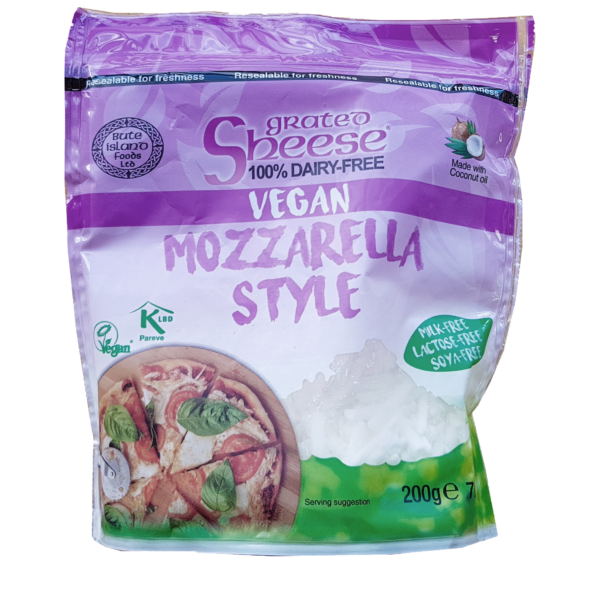 Resealable for freshness Resealable for freshness Resealable for freshness
Bute
Island
Foods
Ltd
grated
Sheese®
100% DAIRY-FREE
Made with
Coconut oil
VEGAN
MOZZARELLA
STYLE
K LBD
Pareve
Vegan
MILK-FREE
LACTOSE-FREE
SOYA-FREE
Serving suggestion
200g e 7